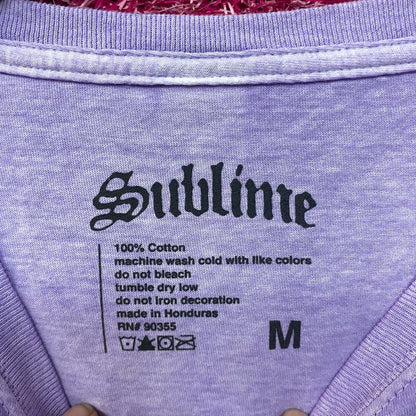 Sublime
100% Cotton
machine wash cold with like colors
do not bleach
tumble dry low
do not iron decoration
made in Honduras
RN# 90355
M